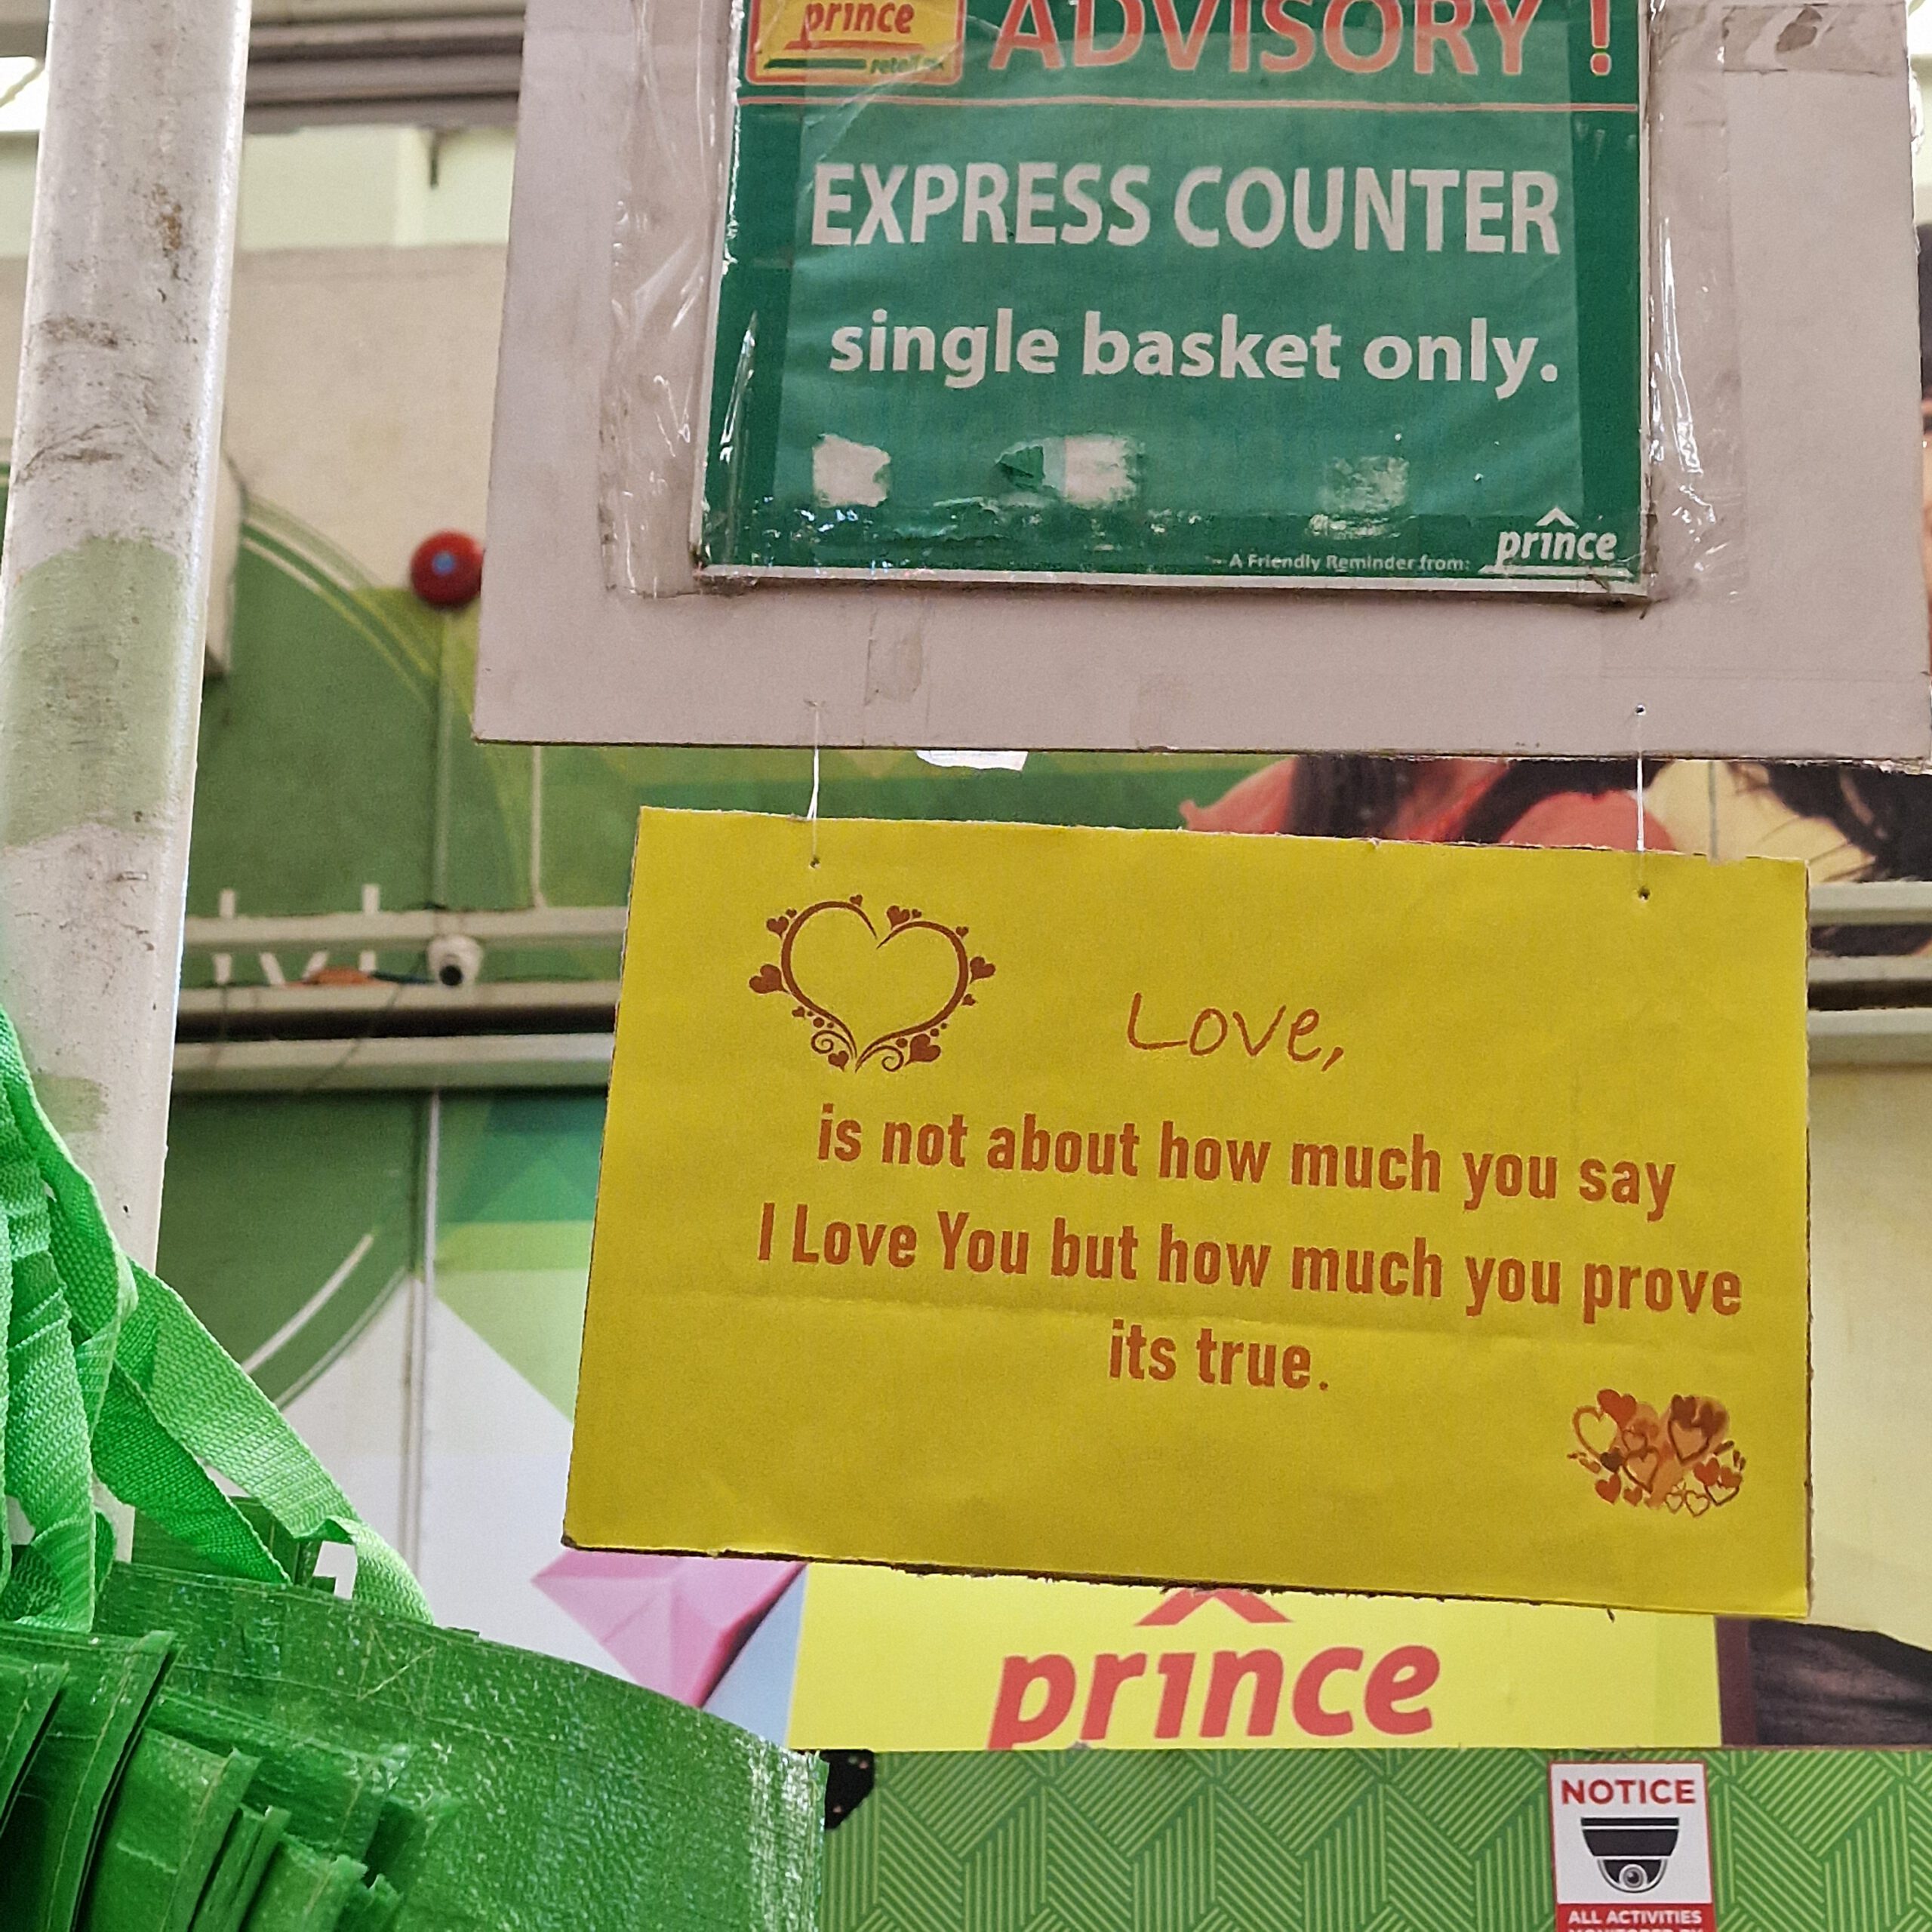 prince
ADVISORY !
EXPRESS COUNTER
single basket only.
A Friendly Reminder from:
prince
Love,
is not about how much you say
I Love You but how much you prove
its true.
prince
NOTICE
ALL ACTIVITIES